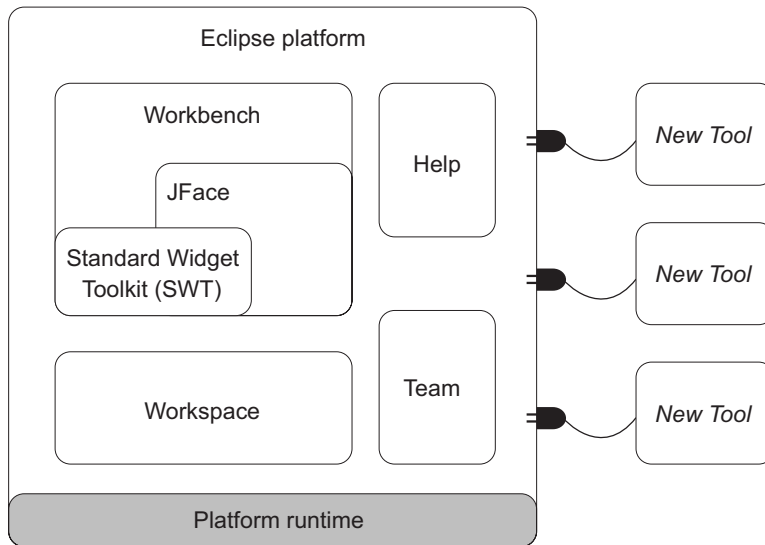 Eclipse platform
Workbench
JFace
Standard Widget
Toolkit (SWT)
Workspace
Help
Team
Platform runtime
New Tool
New Tool
New Tool